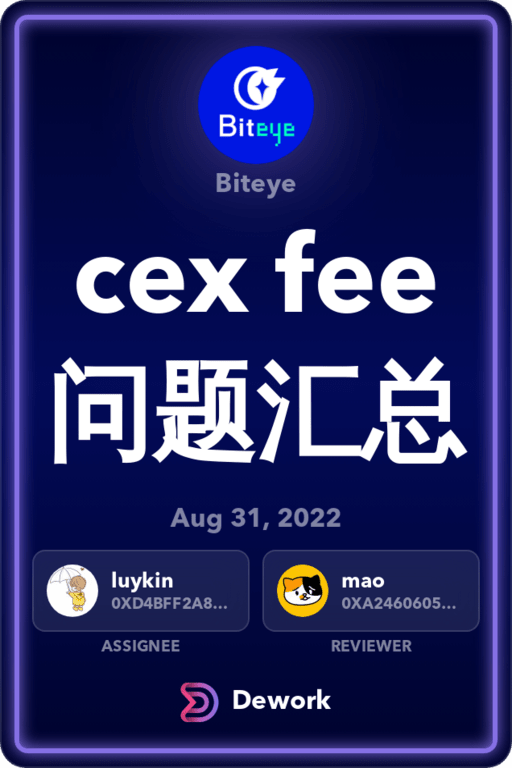 Biteye
Biteye
cex fee
问题汇总
Aug 31, 2022
luykin
0XD4BFF2A8...
ASSIGNEE
mao
0XA2460605...
REVIEWER
Dework